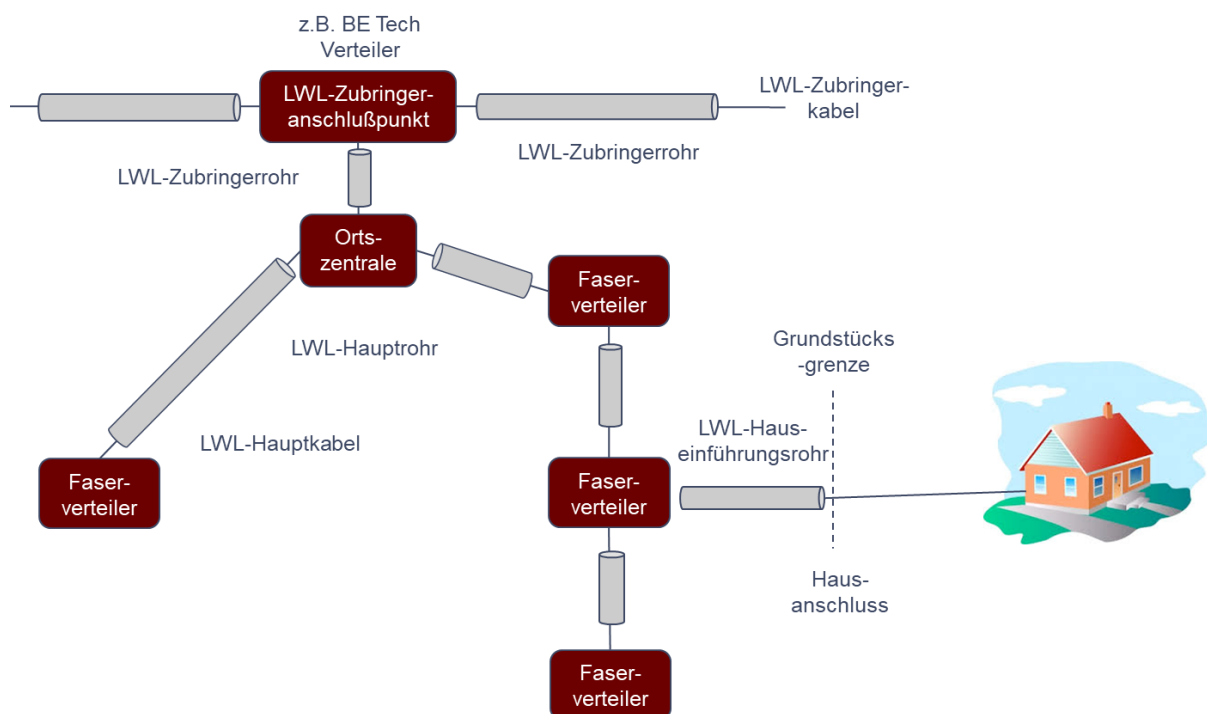 z.B. BE Tech
Verteiler
LWL-Zubringer-
anschlußpunkt
LWL-Zubringer-
kabel
LWL-Zubringerrohr
LWL-Zubringerrohr
Orts-
zentrale
Faser-
verteiler
LWL-Hauptrohr
Grundstücks
-grenze
LWL-Hauptkabel
LWL-Haus-
einführungsrohr
Faser-
verteiler
Faser-
verteiler
Haus-
anschluss
Faser-
verteiler